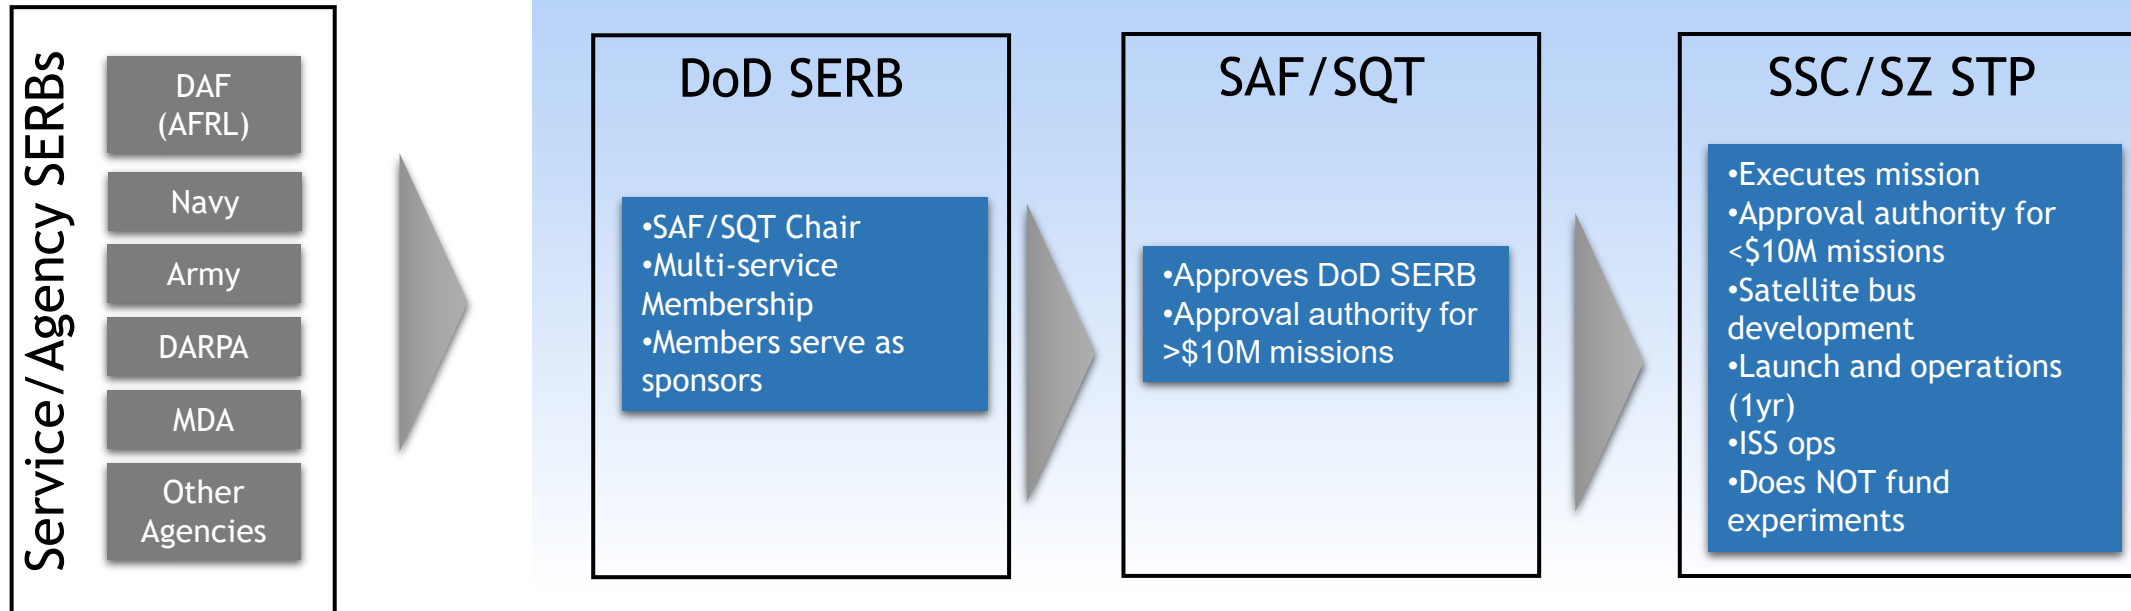 Service/Agency SERBs
DAF
(AFRL)
Navy
Army
DARPA
MDA
Other
Agencies
DoD SERB
•SAF/SQT Chair
•Multi-service
Membership
•Members serve as
sponsors
SAF/SQT
•Approves DoD SERB
•Approval authority for
>$10M missions
SSC/SZ STP
•Executes mission
•Approval authority for
<$10M missions
•Satellite bus
development
•Launch and operations
(1yr)
•ISS ops
•Does NOT fund
experiments